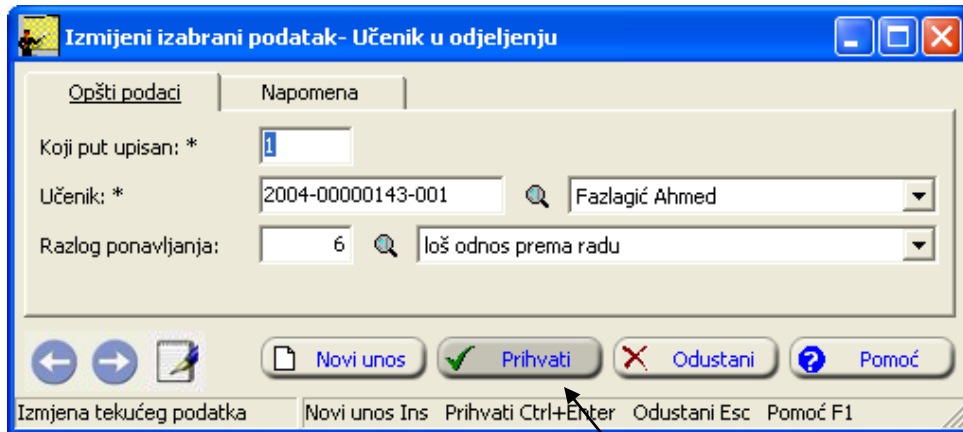 Izmijeni izabrani podatak- Učenik u odjeljenju
Opšti podaci Napomena
Koji put upisan: * 1
Učenik: * 2004-00000143-001 Fazlagić Ahmed
Razlog ponavljanja: 6 loš odnos prema radu
Novi unos Prihvati Odustani ? Pomoć
Izmjena tekućeg podatka Novi unos Ins Prihvati Ctrl+Enter Odustani Esc Pomoć F1